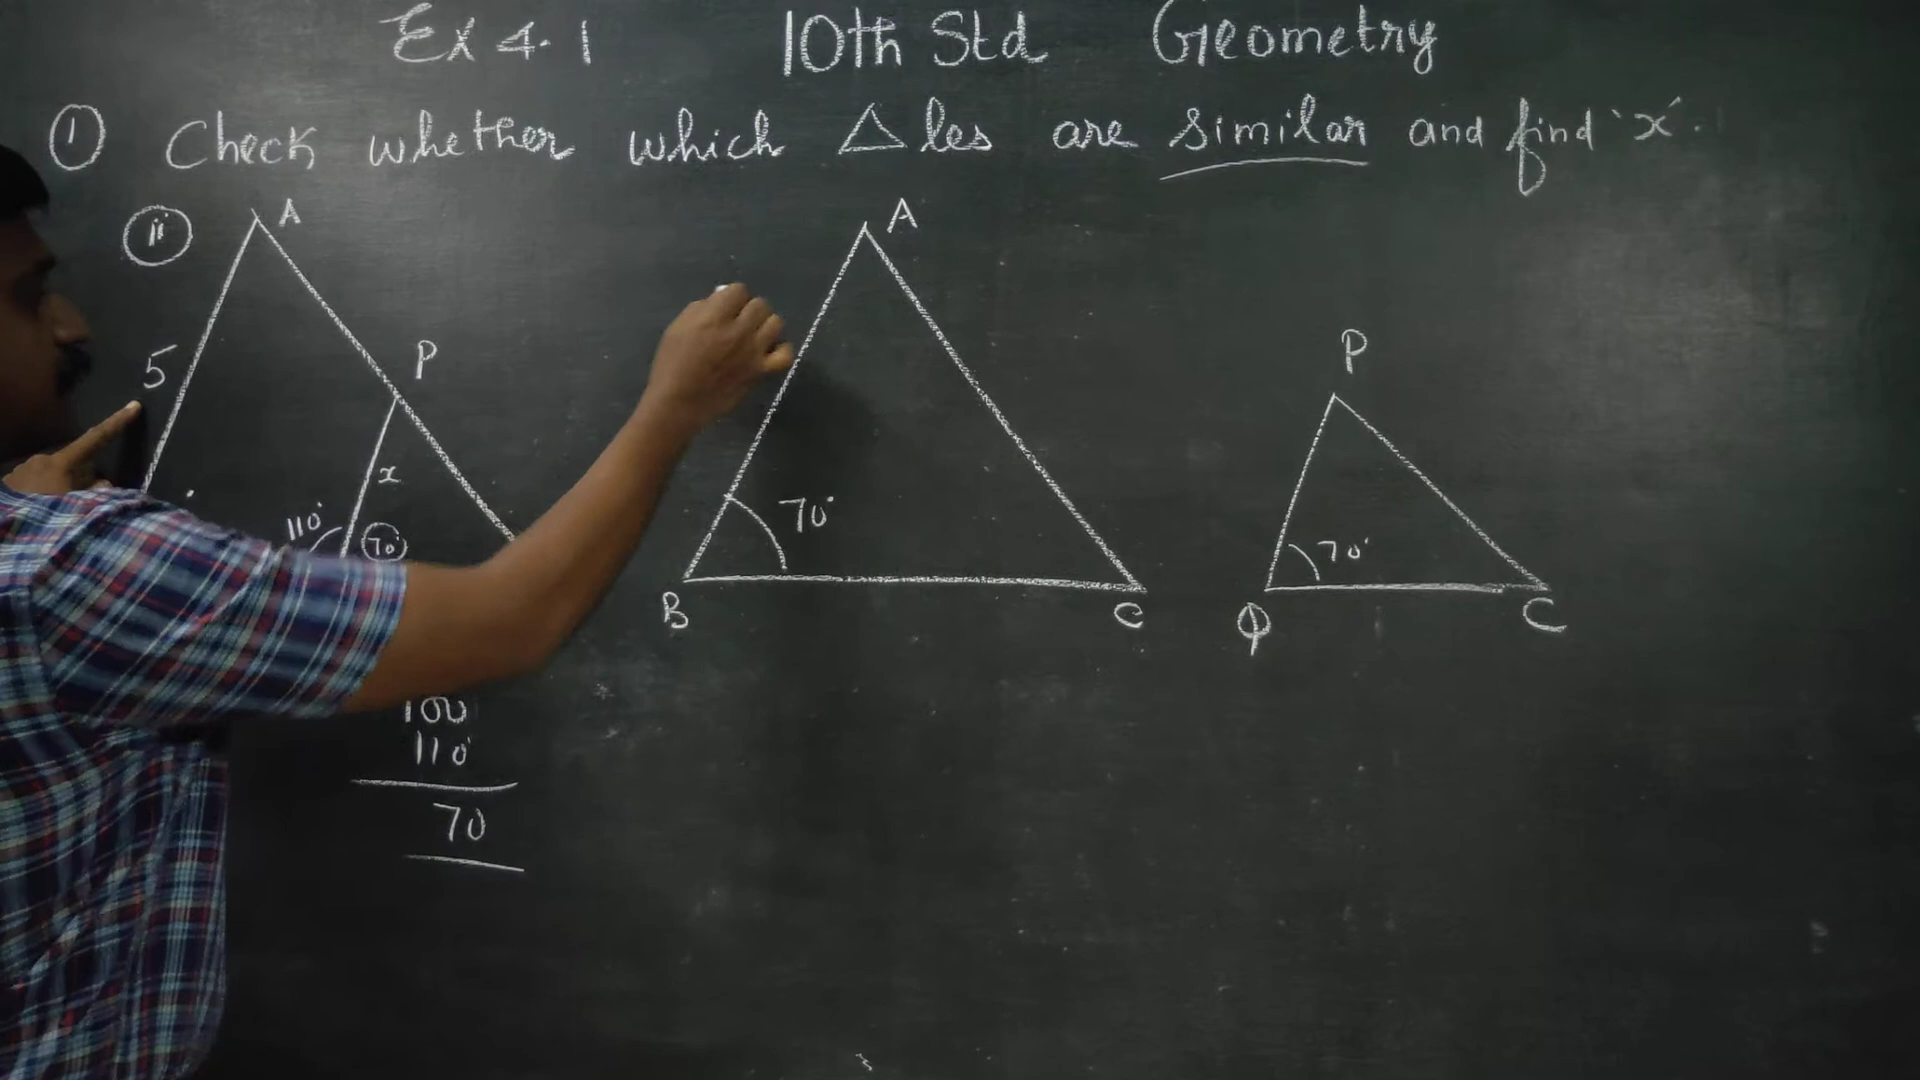 Ex 4.1 10th Std Geometry
① Check whether which △les are similar and find 'x'.
ii A
5
P
x
110° 70°
100
110
70
A
70°
B C
P
70°
Q C